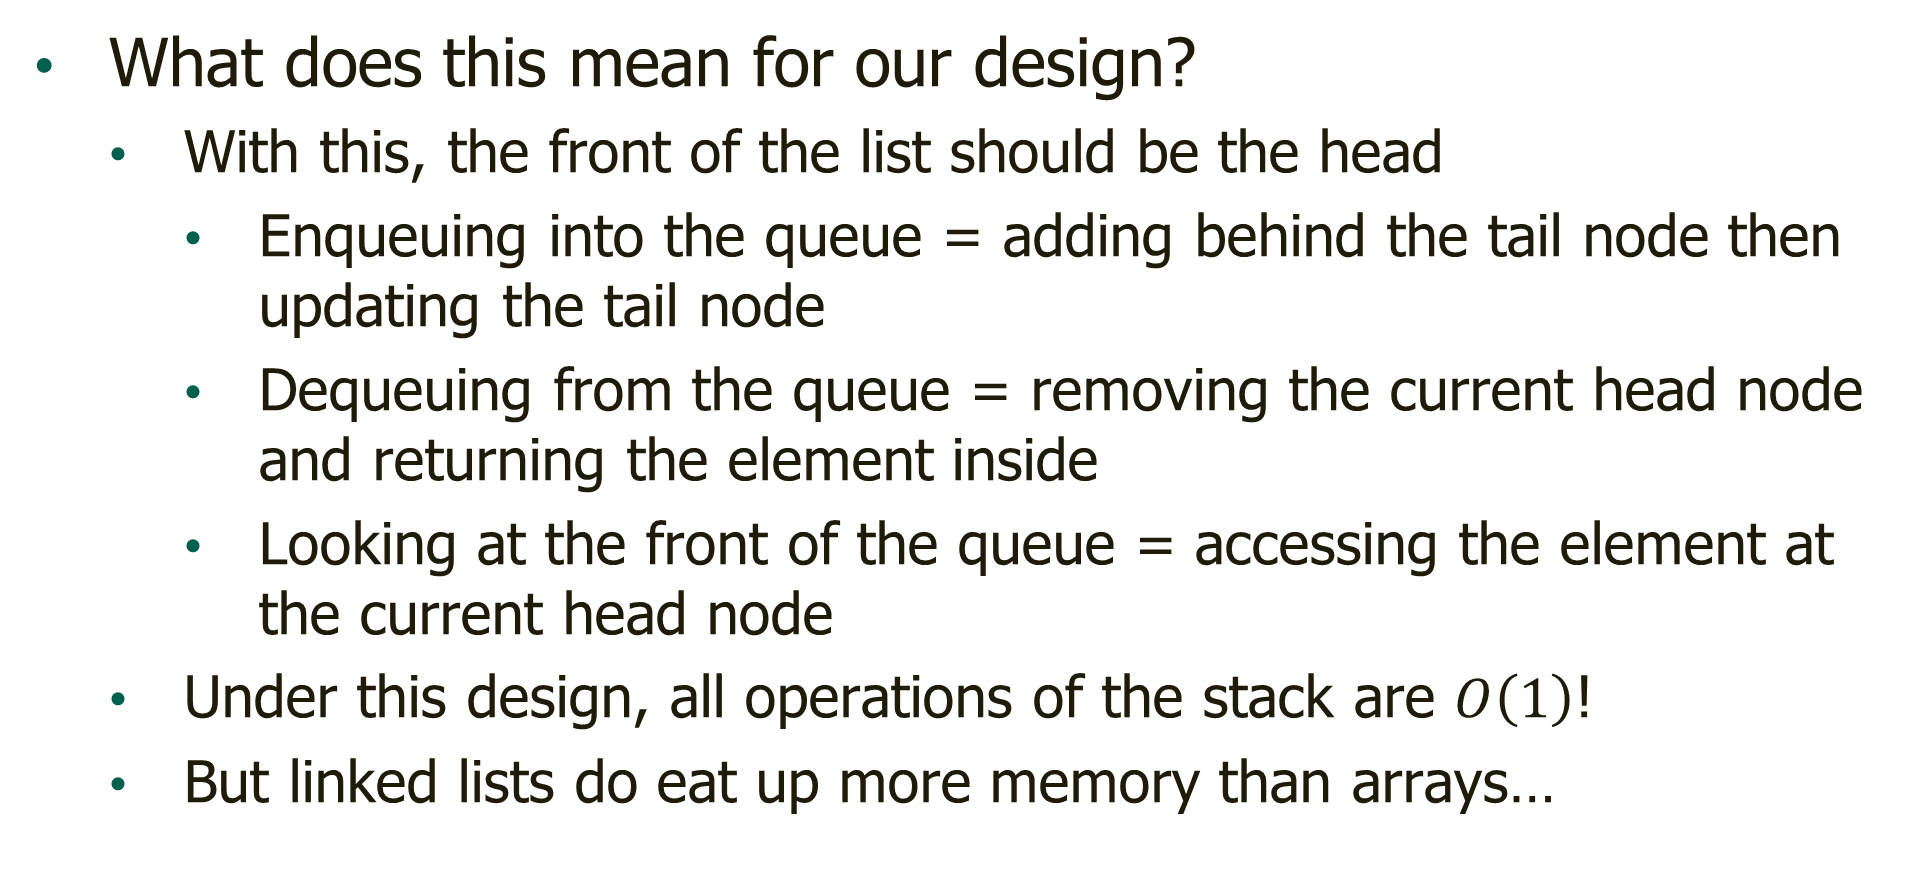 • What does this mean for our design?
• With this, the front of the list should be the head
• Enqueuing into the queue = adding behind the tail node then
updating the tail node
• Dequeuing from the queue = removing the current head node
and returning the element inside
• Looking at the front of the queue = accessing the element at
the current head node
• Under this design, all operations of the stack are O(1)!
• But linked lists do eat up more memory than arrays…